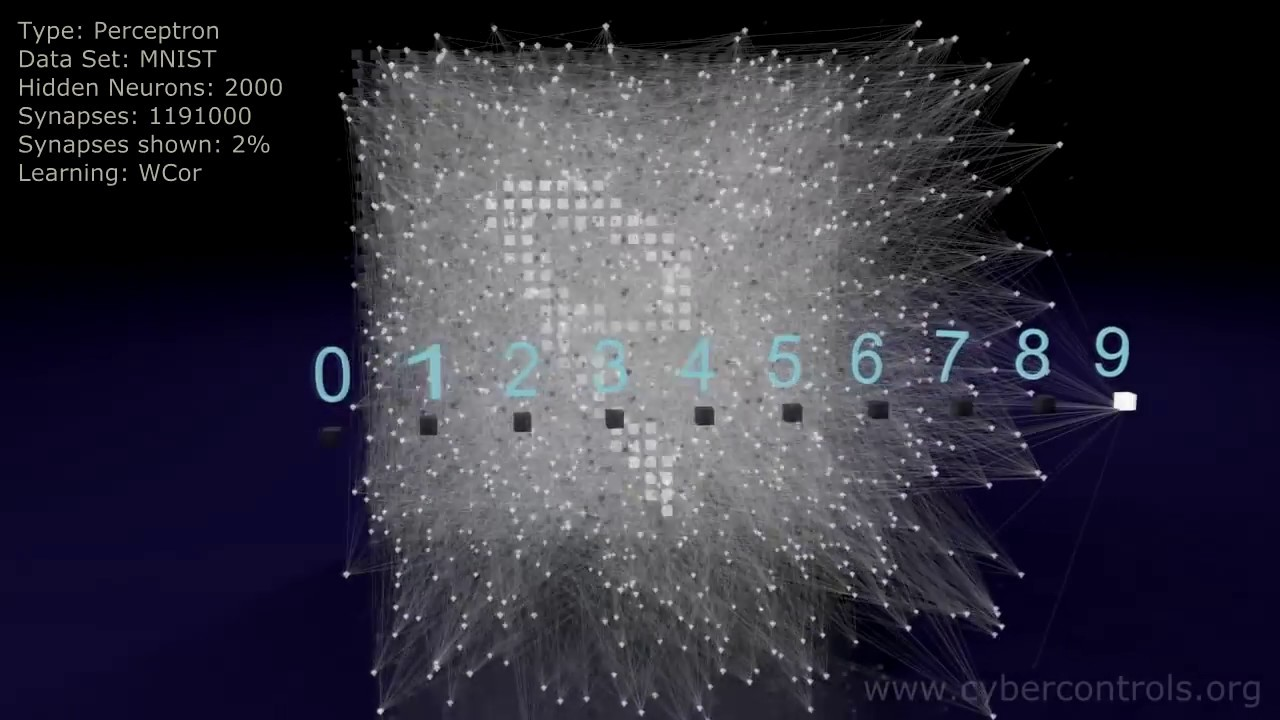 Type: Perceptron
Data Set: MNIST
Hidden Neurons: 2000
Synapses: 1191000
Synapses shown: 2%
Learning: WCor
0 1 2 3 4 5 6 7 8 9
www.cybercontrols.org